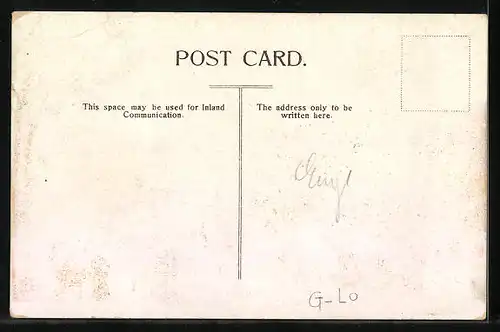 POST CARD.
This space may be used for Inland
Communication.
The address only to be
written here.
G-LO